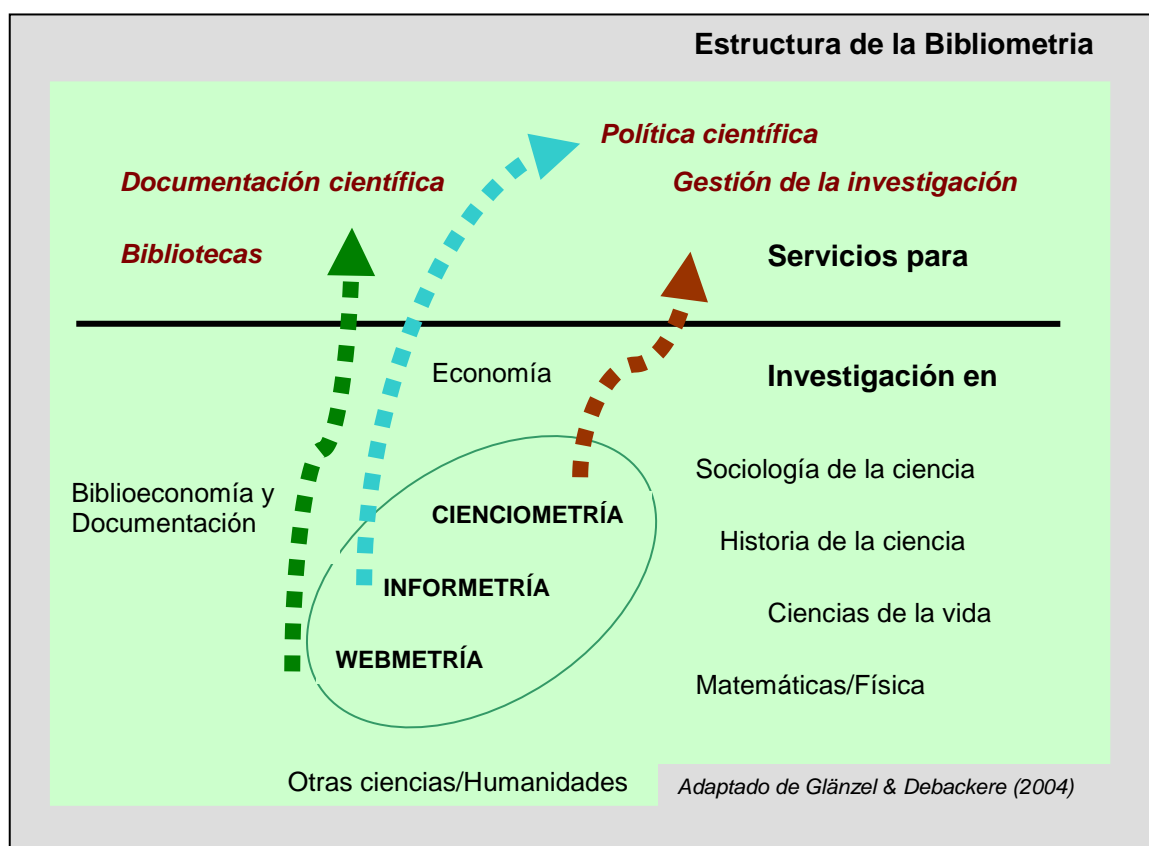 Estructura de la Bibliometria
Política científica
Documentación científica
Gestión de la investigación
Bibliotecas
Servicios para
Economía
Investigación en
Sociología de la ciencia
Biblioeconomía y
Documentación
CIENCIOMETRÍA
Historia de la ciencia
INFORMETRÍA
Ciencias de la vida
WEBMETRÍA
Matemáticas/Física
Otras ciencias/Humanidades
Adaptado de Glänzel & Debackere (2004)